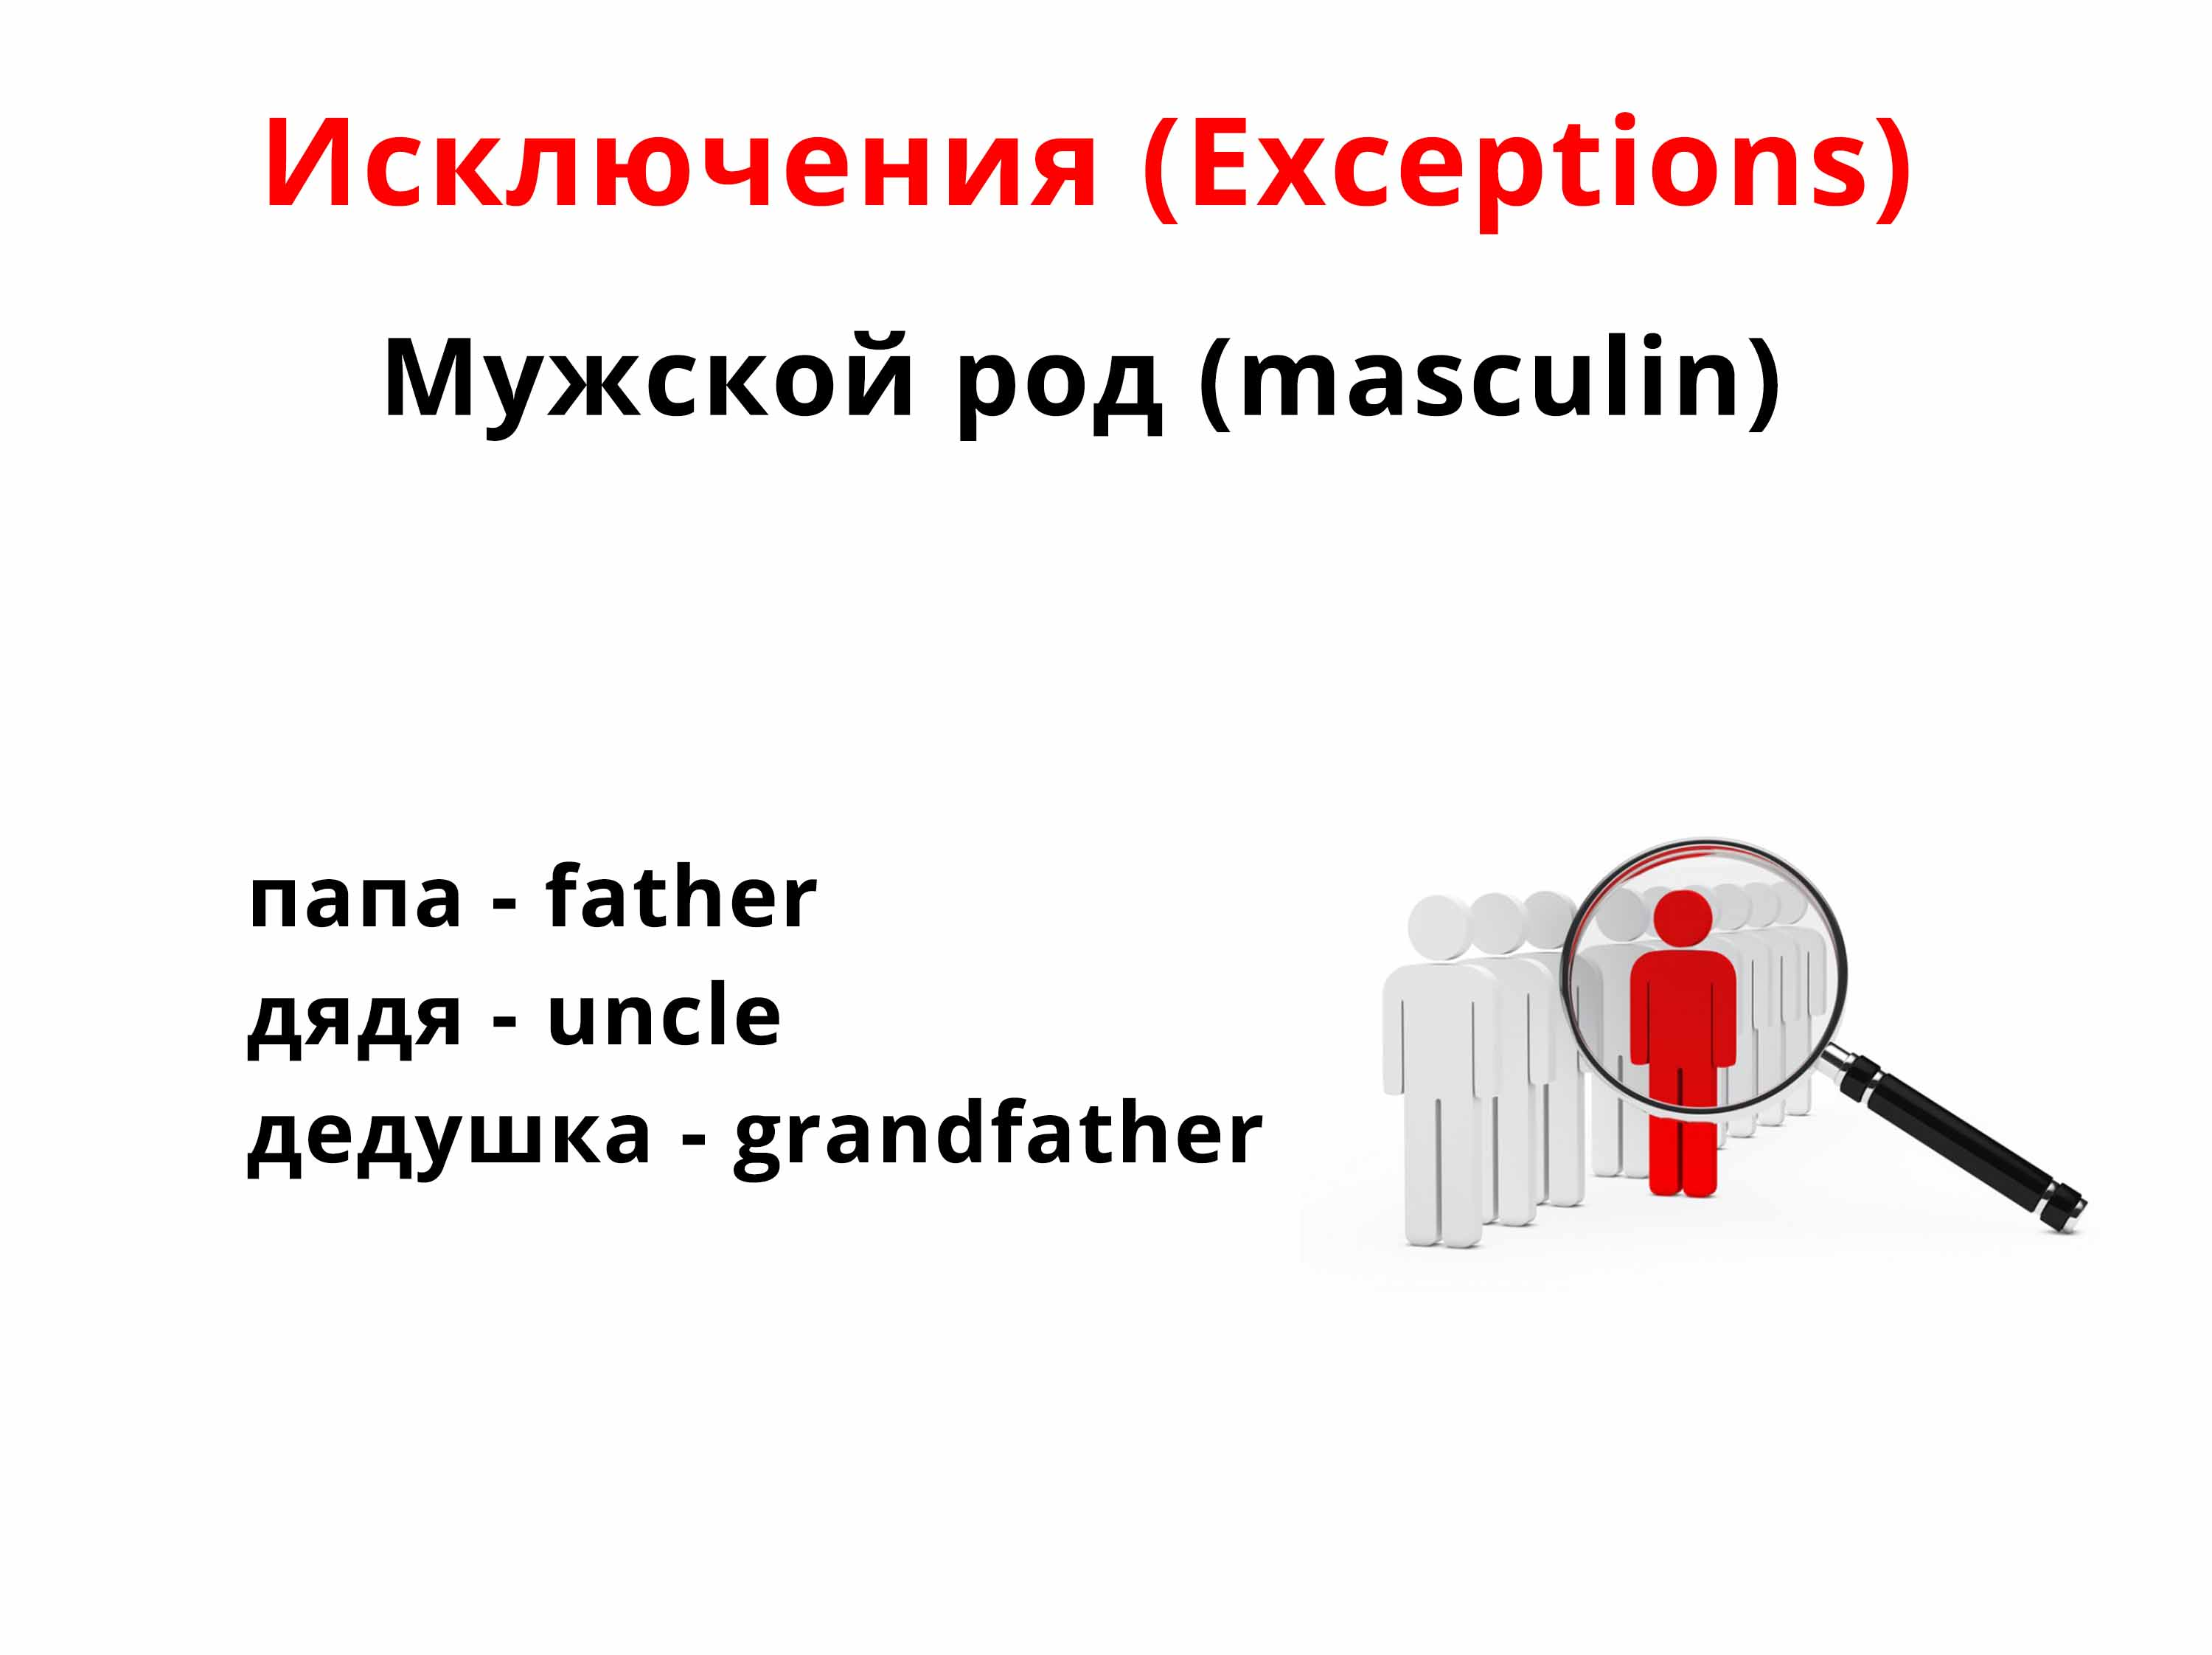 Исключения (Exceptions)
Мужской род (masculin)
папа - father
дядя - uncle
дедушка - grandfather